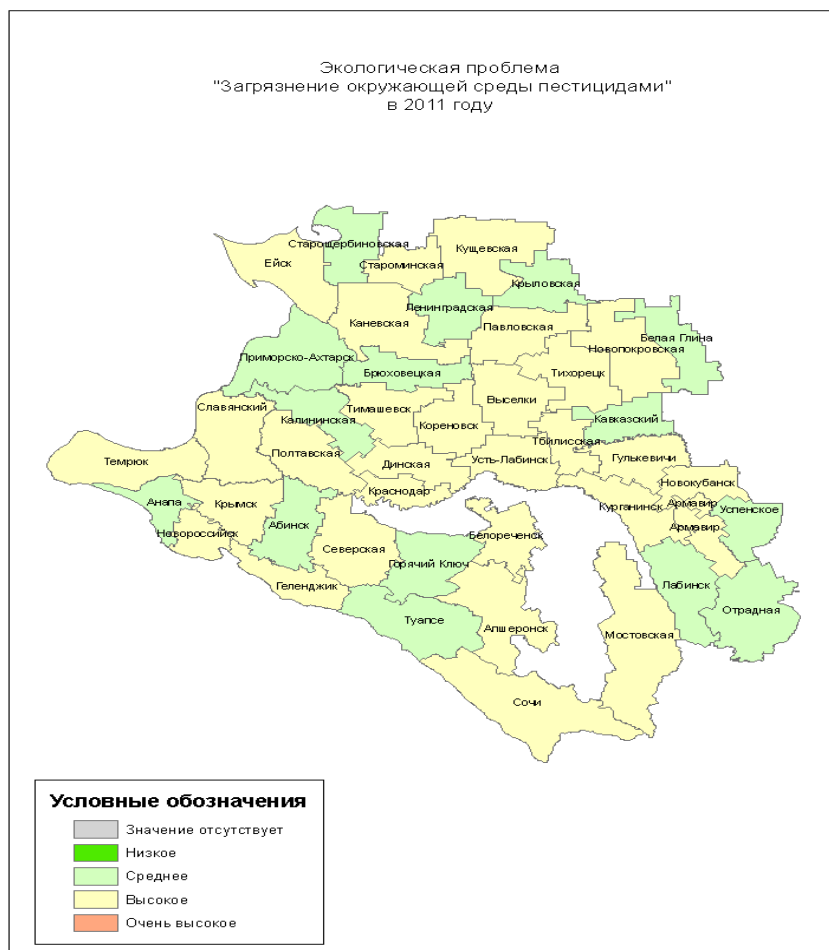 Экологическая проблема
"Загрязнение окружающей среды пестицидами"
в 2011 году
Старощербиновская
Кущевская
Ейск
Староминская
Крыловская
Ленинградская
Каневская
Павловская
Белая Глина
Новопокровская
Приморско-Ахтарск
Брюховецкая
Тихорецк
Славянский
Тимашевск
Выселки
Калининская
Кореновск
Кавказский
Тбилисская
Полтавская
Темрюк
Динская
Усть-Лабинск
Гулькевичи
Краснодар
Новокубанск
Анапа
Крымск
Курганинск
Армавир
Успенское
Абинск
Армавир
Новороссийск
Северская
Белореченск
Горячий Ключ
Геленджик
Лабинск
Отрадная
Туапсе
Апшеронск
Мостовская
Сочи
Условные обозначения
Значение отсутствует
Низкое
Среднее
Высокое
Очень высокое